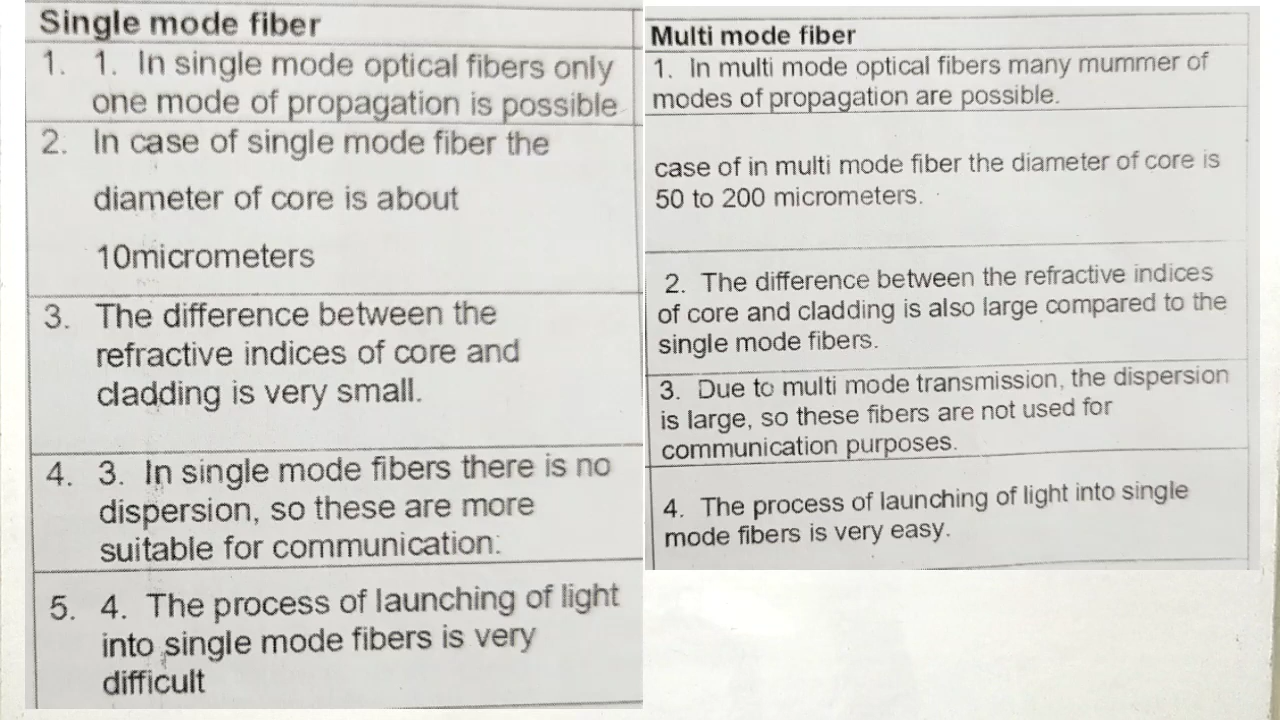 Single mode fiber
1. 1. In single mode optical fibers only
one mode of propagation is possible
2. In case of single mode fiber the
diameter of core is about
10micrometers
3. The difference between the
refractive indices of core and
cladding is very small.
4. 3. In single mode fibers there is no
dispersion, so these are more
suitable for communication.
5. 4. The process of launching of light
into single mode fibers is very
difficult
Multi mode fiber
1. In multi mode optical fibers many mummer of
modes of propagation are possible.
case of in multi mode fiber the diameter of core is
50 to 200 micrometers.
2. The difference between the refractive indices
of core and cladding is also large compared to the
single mode fibers.
3. Due to multi mode transmission, the dispersion
is large, so these fibers are not used for
communication purposes.
4. The process of launching of light into single
mode fibers is very easy.